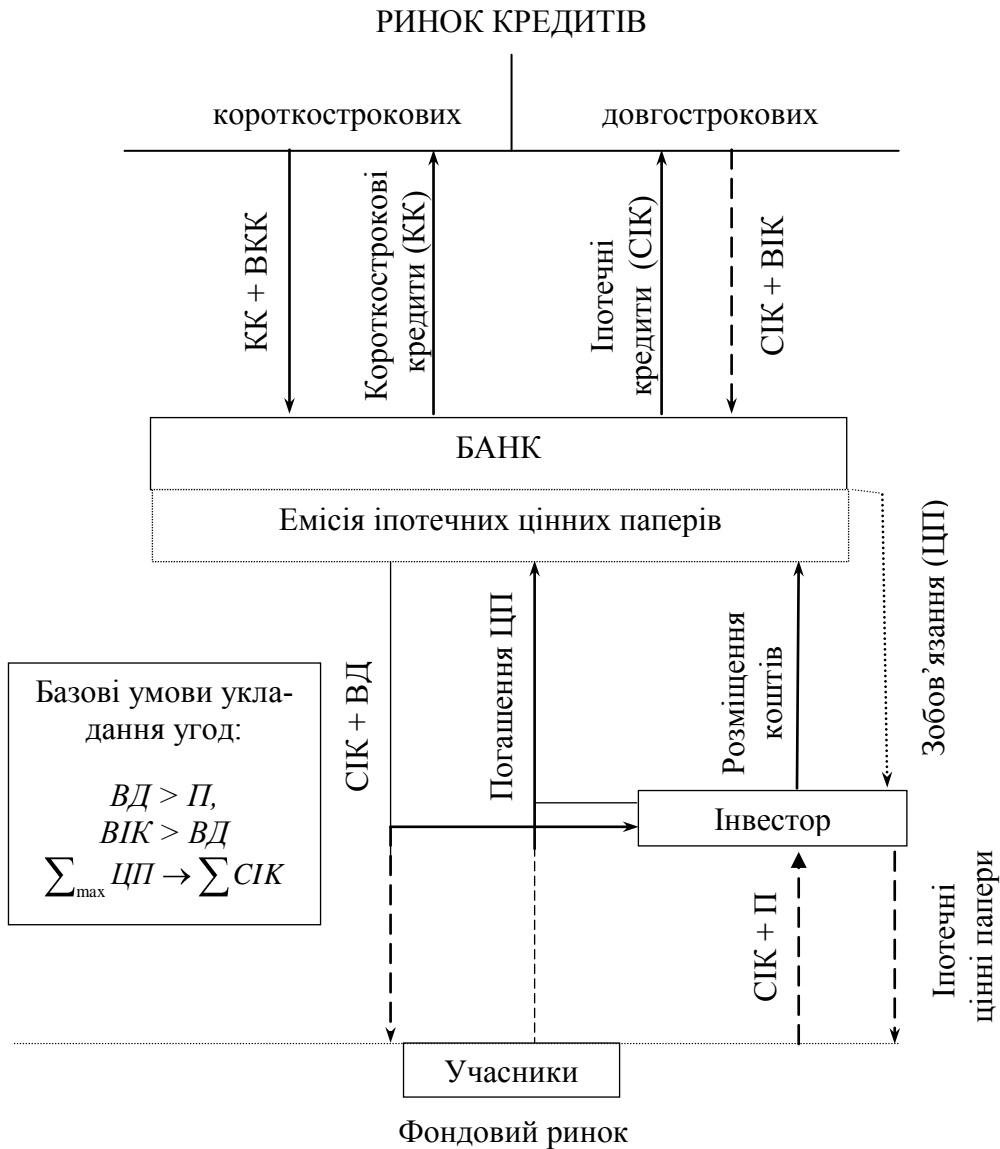 РИНОК КРЕДИТІВ
короткострокових
довгострокових
КК + ВКК
Короткострокові
кредити (КК)
Іпотечні
кредити (СІК)
СІК + ВІК
БАНК
Емісія іпотечних цінних паперів
Зобов’язання (ЦП)
СІК + ВД
Погашення ЦП
Розміщення
коштів
Базові умови укла-
дання угод:
ВД > П,
ВІК > ВД
∑max ЦП → ∑ СІК
Інвестор
СІК + П
Іпотечні
цінні папери
Учасники
Фондовий ринок